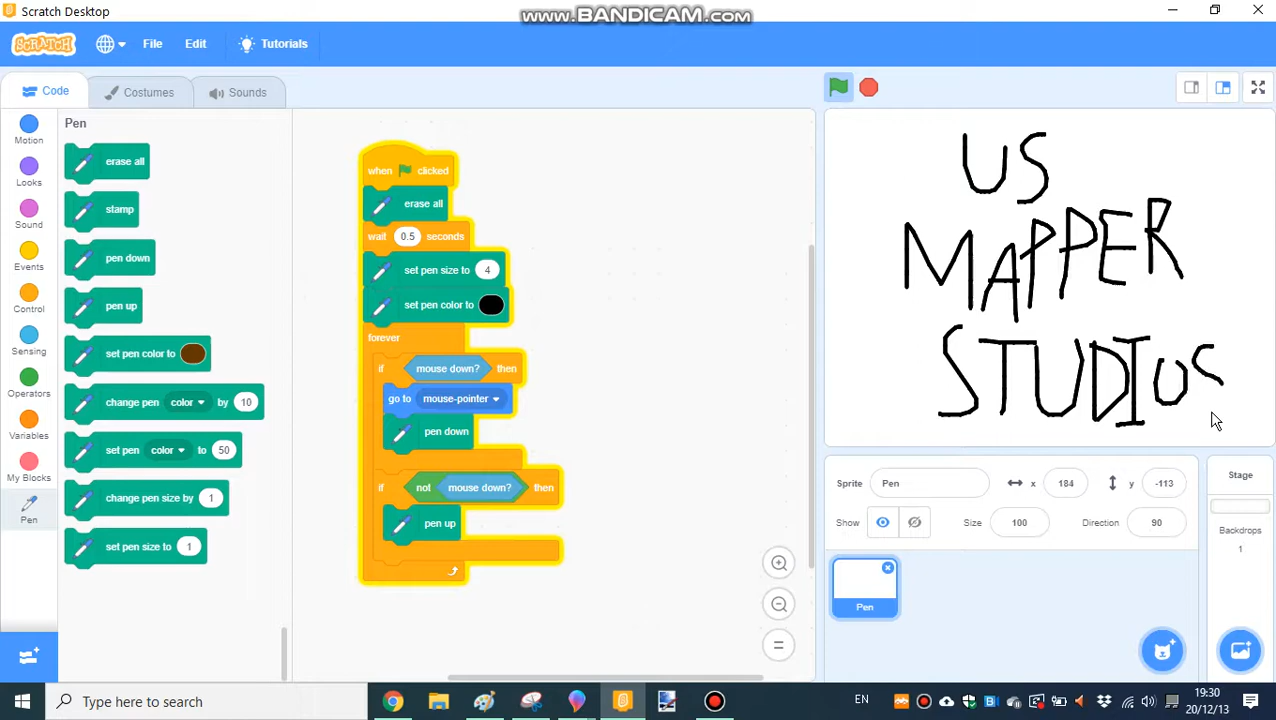 Scratch Desktop
www.BANDICAM.com
SCRATCH
File
Edit
Tutorials
Code
Costumes
Sounds
Motion
Looks
Sound
Events
Control
Sensing
Operators
Variables
My Blocks
Pen
Pen
erase all
stamp
pen down
pen up
set pen color to
change pen color by 10
set pen color to 50
change pen size by 1
set pen size to 1
when clicked
erase all
wait 0.5 seconds
set pen size to 4
set pen color to
forever
if mouse down? then
go to mouse-pointer
pen down
if not mouse down? then
pen up
US
MAPPER
STUDIOS
Sprite Pen x 184 y -113
Show Size 100 Direction 90
Pen
Stage
Backdrops
1
Type here to search
EN
19:30
20/12/13